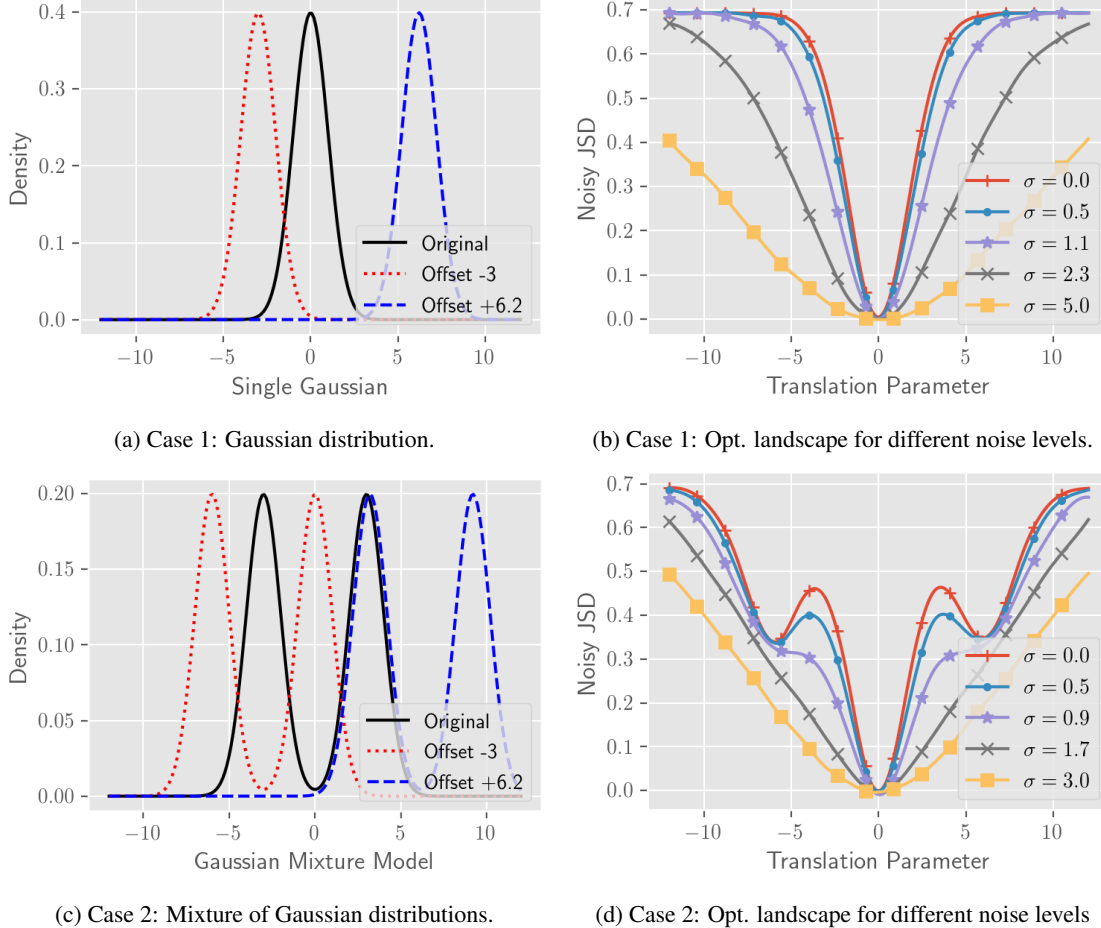 0.4
0.3
0.2
0.1
0.0
Density
−10 −5 0 5 10
Single Gaussian
Original
Offset -3
Offset +6.2
(a) Case 1: Gaussian distribution.
0.7
0.6
0.5
0.4
0.3
0.2
0.1
0.0
Noisy JSD
−10 −5 0 5 10
Translation Parameter
σ = 0.0
σ = 0.5
σ = 1.1
σ = 2.3
σ = 5.0
(b) Case 1: Opt. landscape for different noise levels.
0.20
0.15
0.10
0.05
0.00
Density
−10 −5 0 5 10
Gaussian Mixture Model
Original
Offset -3
Offset +6.2
(c) Case 2: Mixture of Gaussian distributions.
0.7
0.6
0.5
0.4
0.3
0.2
0.1
0.0
Noisy JSD
−10 −5 0 5 10
Translation Parameter
σ = 0.0
σ = 0.5
σ = 0.9
σ = 1.7
σ = 3.0
(d) Case 2: Opt. landscape for different noise levels